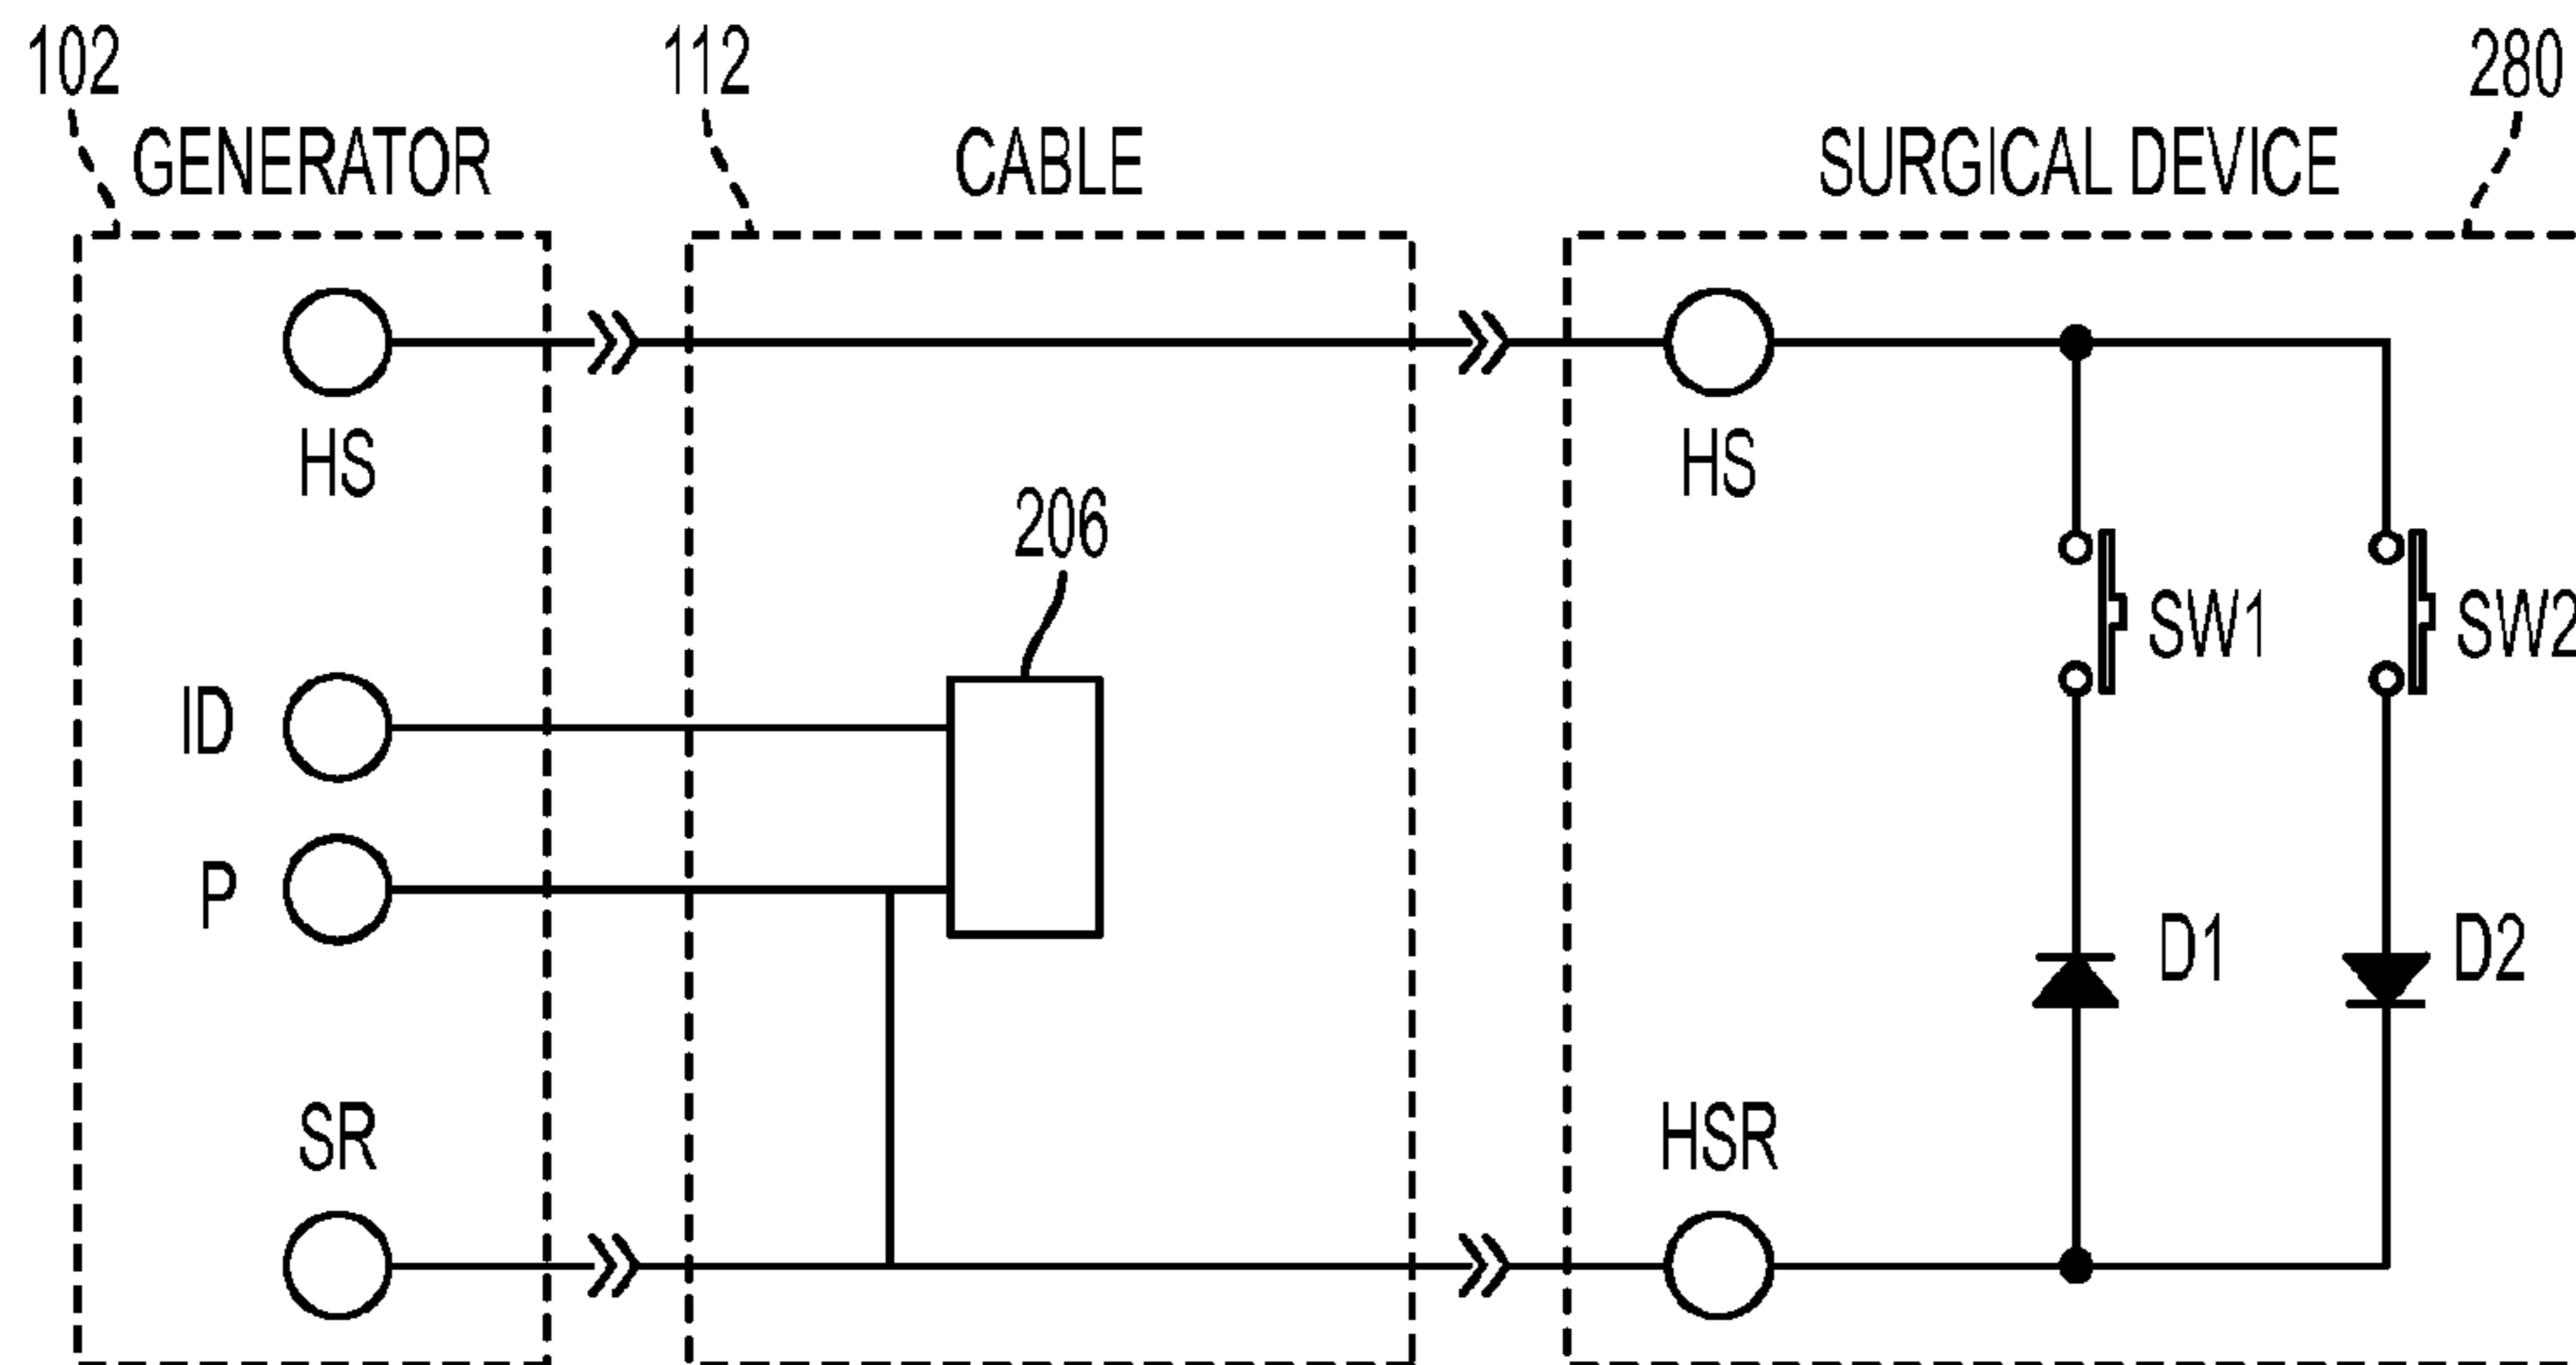 102
112
280
GENERATOR
CABLE
SURGICAL DEVICE
HS
HS
206
SW1
SW2
ID
P
D1
D2
SR
HSR